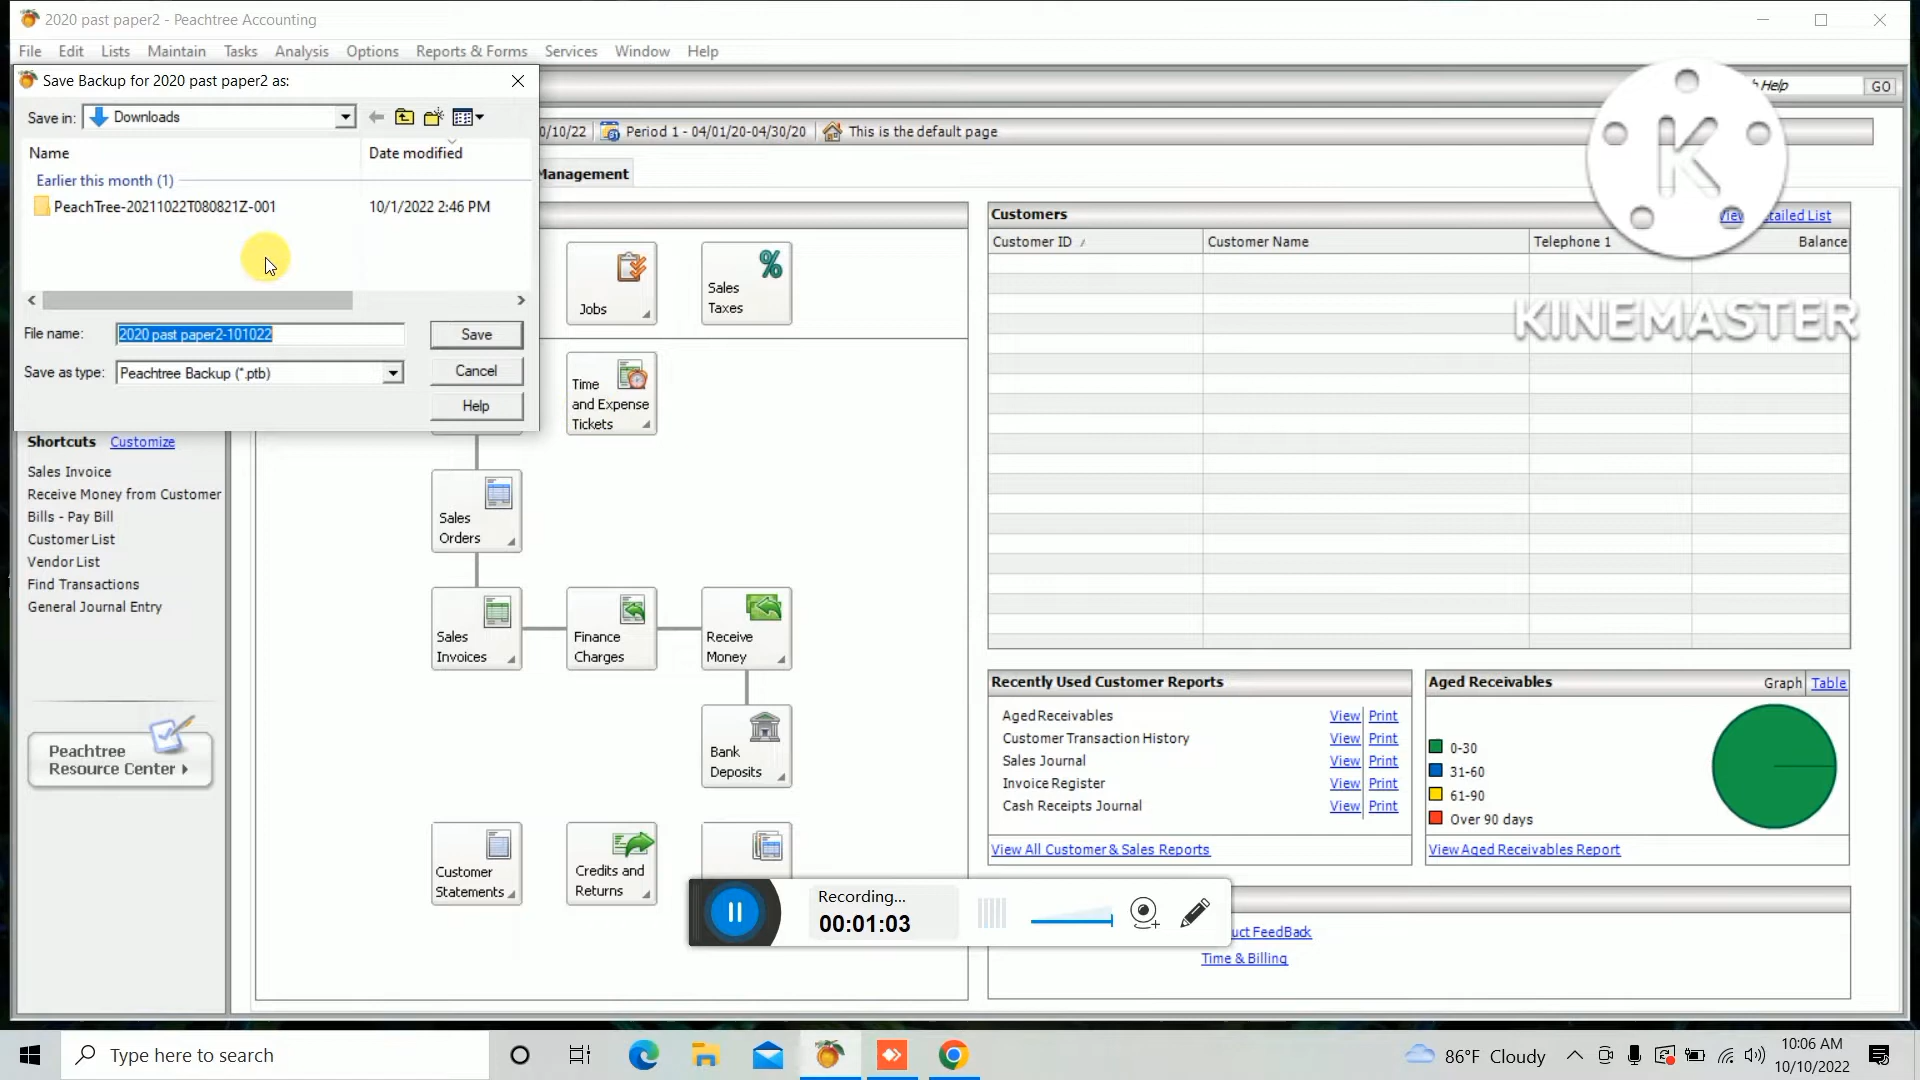 2020 past paper2 - Peachtree Accounting
File Edit Lists Maintain Tasks Analysis Options Reports & Forms Services Window Help
Save Backup for 2020 past paper2 as:
Help
GO
Save in: Downloads
0/10/22 Period 1 - 04/01/20-04/30/20 This is the default page
Name Date modified
Management
Earlier this month (1)
PeachTree-20211022T080821Z-001 10/1/2022 2:46 PM
File name: 2020 past paper2-101022 Save
Save as type: Peachtree Backup (*.ptb) Cancel
Help
Jobs
Sales
Taxes
Time
and Expense
Tickets
Sales
Orders
Sales
Invoices
Finance
Charges
Receive
Money
Bank
Deposits
Customer
Statements
Credits and
Returns
Shortcuts Customize
Sales Invoice
Receive Money from Customer
Bills - Pay Bill
Customer List
Vendor List
Find Transactions
General Journal Entry
Peachtree
Resource Center
Customers
Customer ID / Customer Name Telephone 1 Balance
K
KINEMASTER
Recently Used Customer Reports
Aged Receivables View Print
Customer Transaction History View Print
Sales Journal View Print
Invoice Register View Print
Cash Receipts Journal View Print
View All Customer & Sales Reports
Aged Receivables Graph Table
0-30
31-60
61-90
Over 90 days
View Aged Receivables Report
Recording...
00:01:03
uct FeedBack
Time & Billing
Type here to search
86°F Cloudy
10:06 AM
10/10/2022